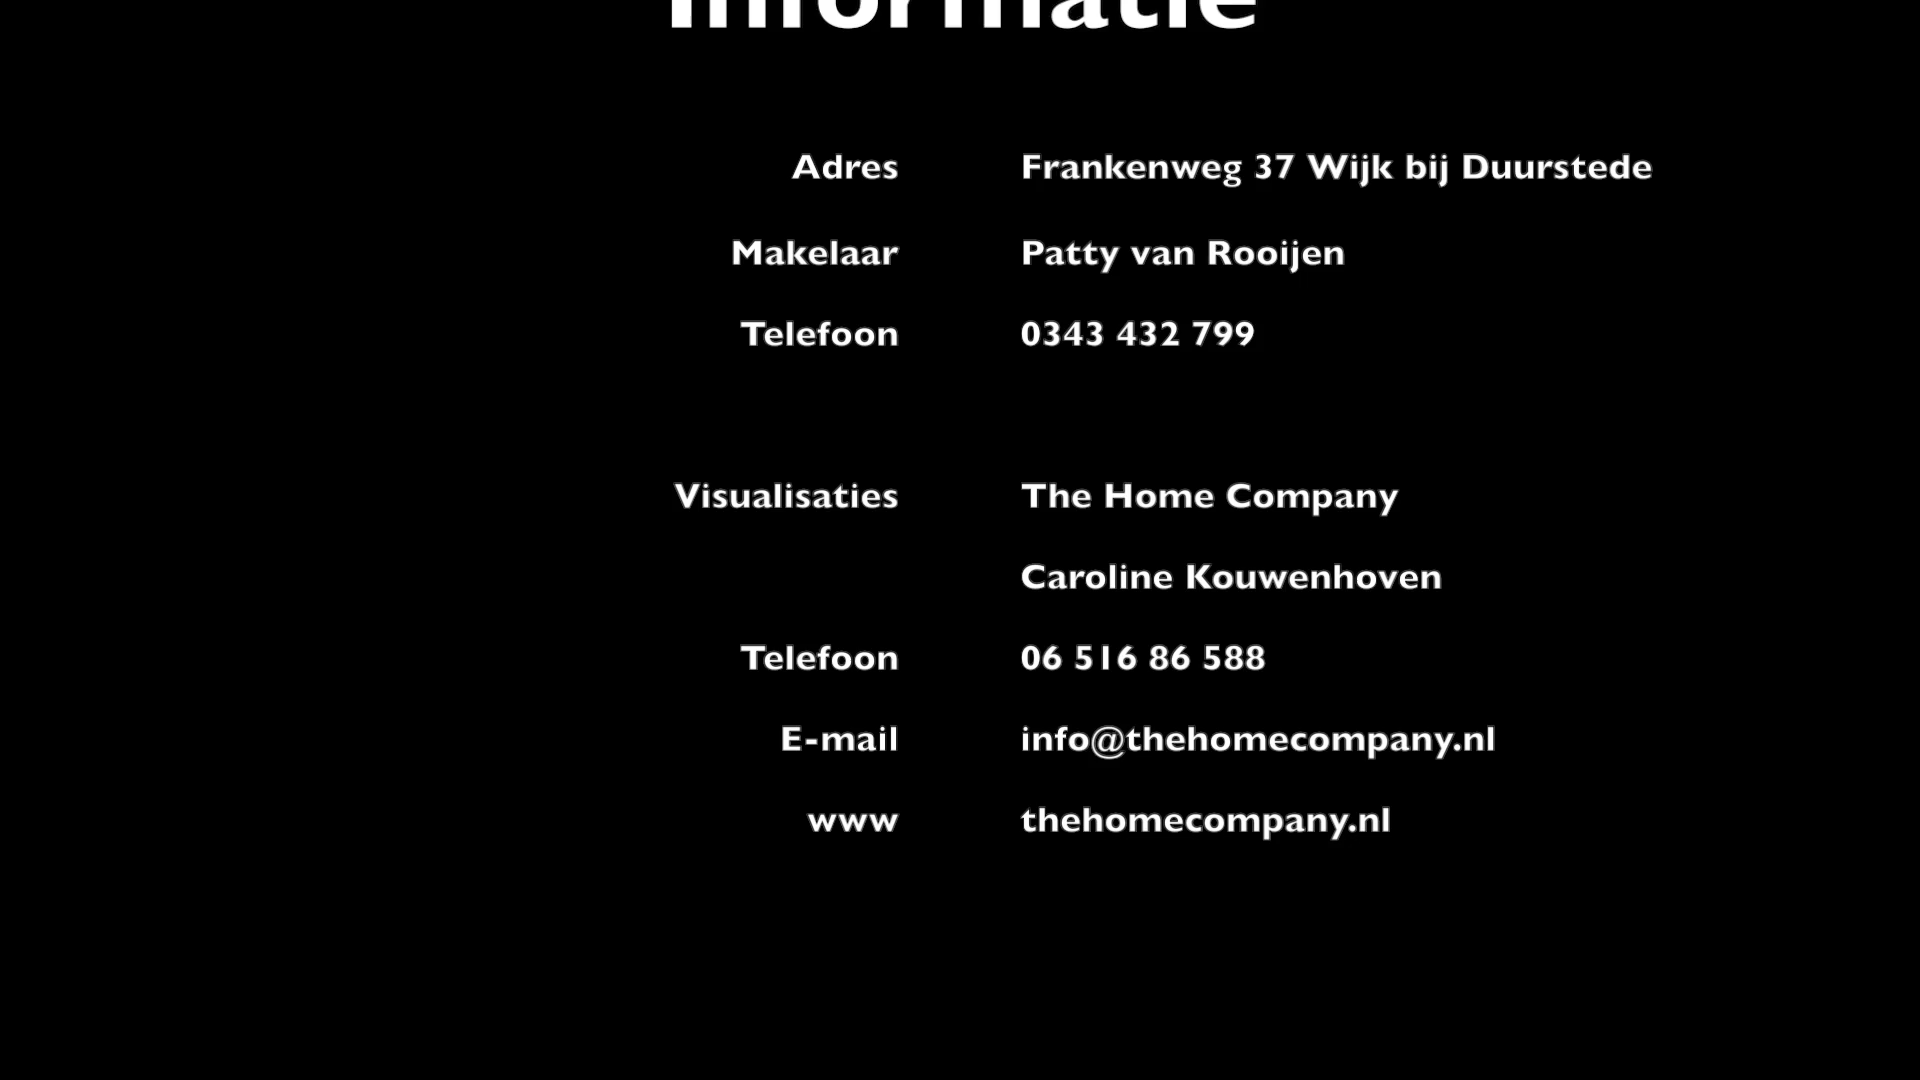 Informatie
Adres Frankenweg 37 Wijk bij Duurstede
Makelaar Patty van Rooijen
Telefoon 0343 432 799
Visualisaties The Home Company
Caroline Kouwenhoven
Telefoon 06 516 86 588
E-mail info@thehomecompany.nl
www thehomecompany.nl